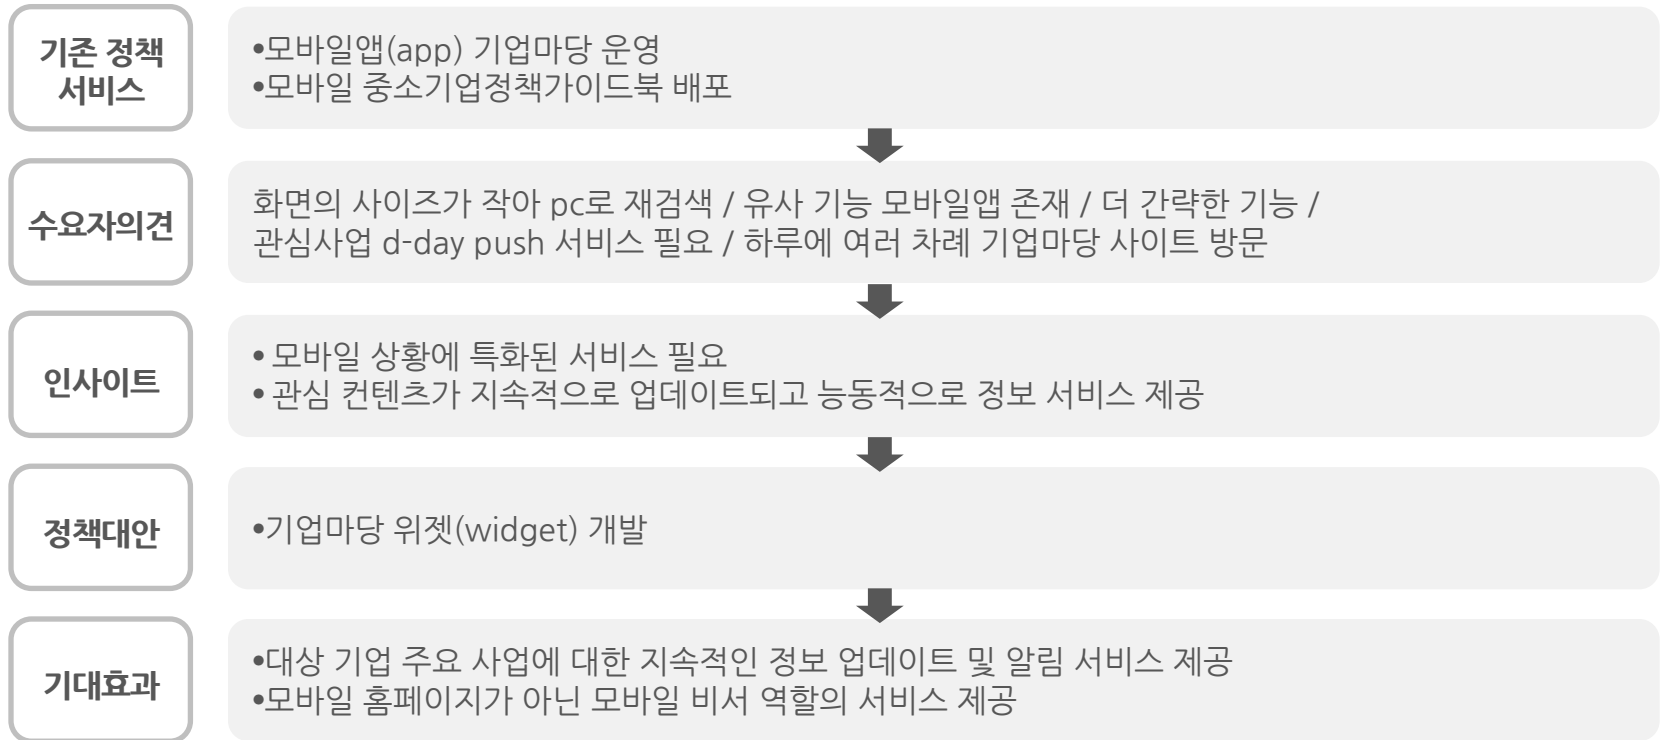 기존 정책
서비스
•모바일앱(app) 기업마당 운영
•모바일 중소기업정책가이드북 배포
수요자의견
화면의 사이즈가 작아 pc로 재검색 / 유사 기능 모바일앱 존재 / 더 간략한 기능 /
관심사업 d-day push 서비스 필요 / 하루에 여러 차례 기업마당 사이트 방문
인사이트
• 모바일 상황에 특화된 서비스 필요
• 관심 컨텐츠가 지속적으로 업데이트되고 능동적으로 정보 서비스 제공
정책대안
•기업마당 위젯(widget) 개발
기대효과
•대상 기업 주요 사업에 대한 지속적인 정보 업데이트 및 알림 서비스 제공
•모바일 홈페이지가 아닌 모바일 비서 역할의 서비스 제공